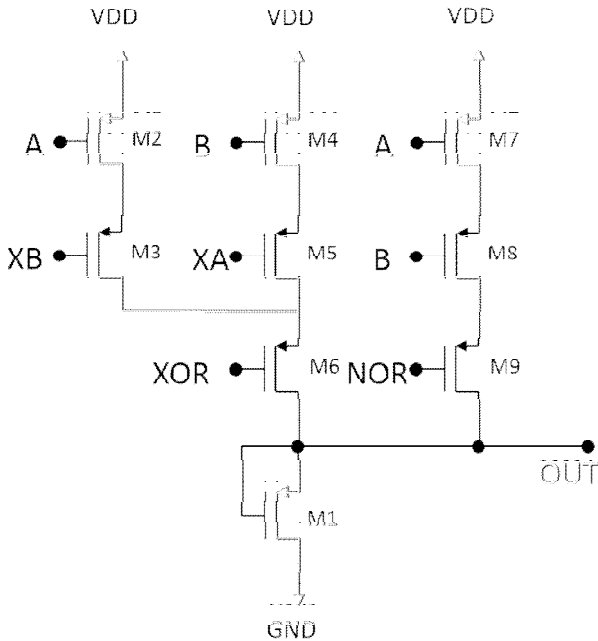 VDD VDD VDD
A M2 B M4 A M7
XB M3 XA M5 B M8
XOR M6 NOR M9
OUT
M1
GND